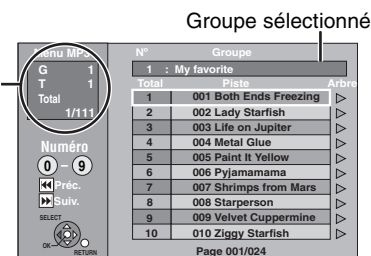 Groupe sélectionné
Menu MP3
G 1
T 1
Total
1/111
Numéro
0 – 9
Préc.
Suiv.
SELECT
OK
RETURN
N° Groupe
1 : My favorite
Total Piste Arbre
1 001 Both Ends Freezing
2 002 Lady Starfish
3 003 Life on Jupiter
4 004 Metal Glue
5 005 Paint It Yellow
6 006 Pyjamamama
7 007 Shrimps from Mars
8 008 Starperson
9 009 Velvet Cuppermine
10 010 Ziggy Starfish
Page 001/024